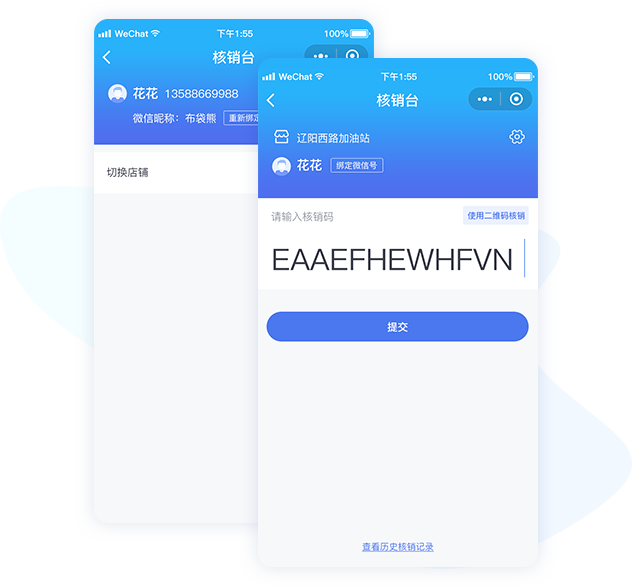 WeChat
下午1:55
100%
核销台
花花 13588669988
微信昵称：布袋熊
重新绑定
切换店铺
WeChat
下午1:55
100%
核销台
辽阳西路加油站
花花
绑定微信号
请输入核销码
使用二维码核销
EAAEFHEWHFVN
提交
查看历史核销记录